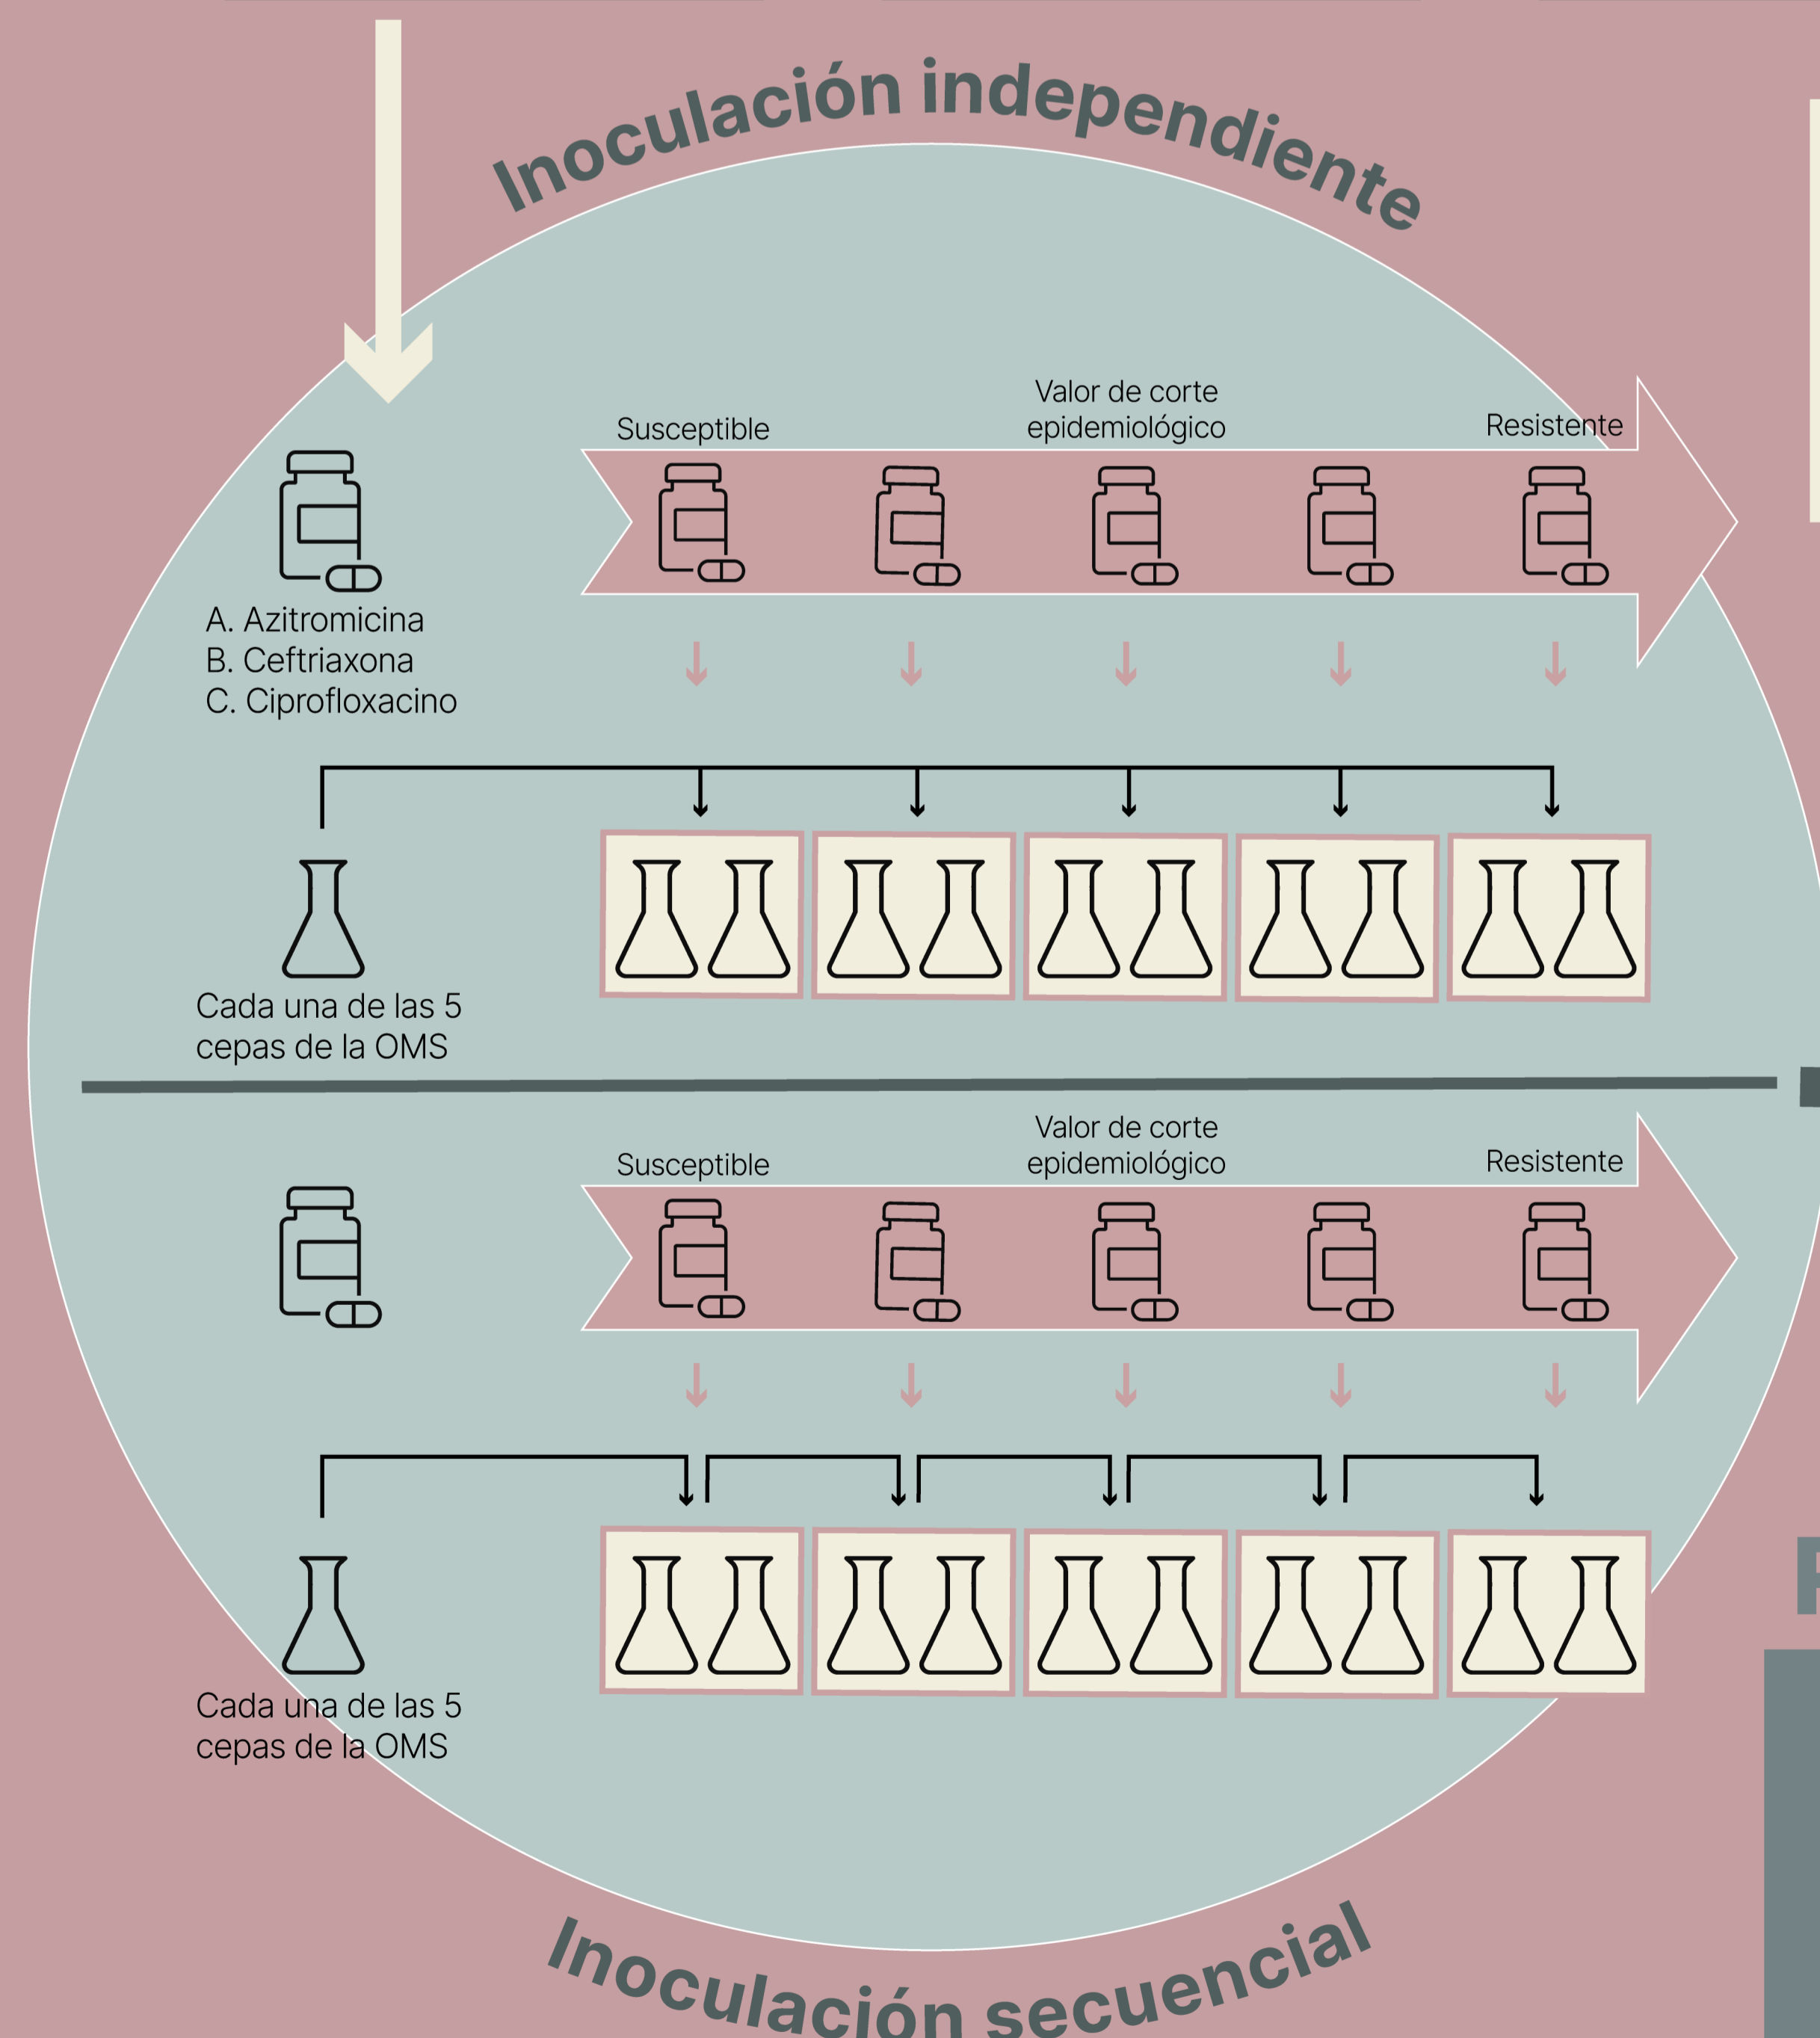 Inoculación independiente
Susceptible
Valor de corte
epidemiológico
Resistente
A. Azitromicina
B. Ceftriaxona
C. Ciprofloxacino
Cada una de las 5
cepas de la OMS
Susceptible
Valor de corte
epidemiológico
Resistente
Cada una de las 5
cepas de la OMS
Inoculación secuencial